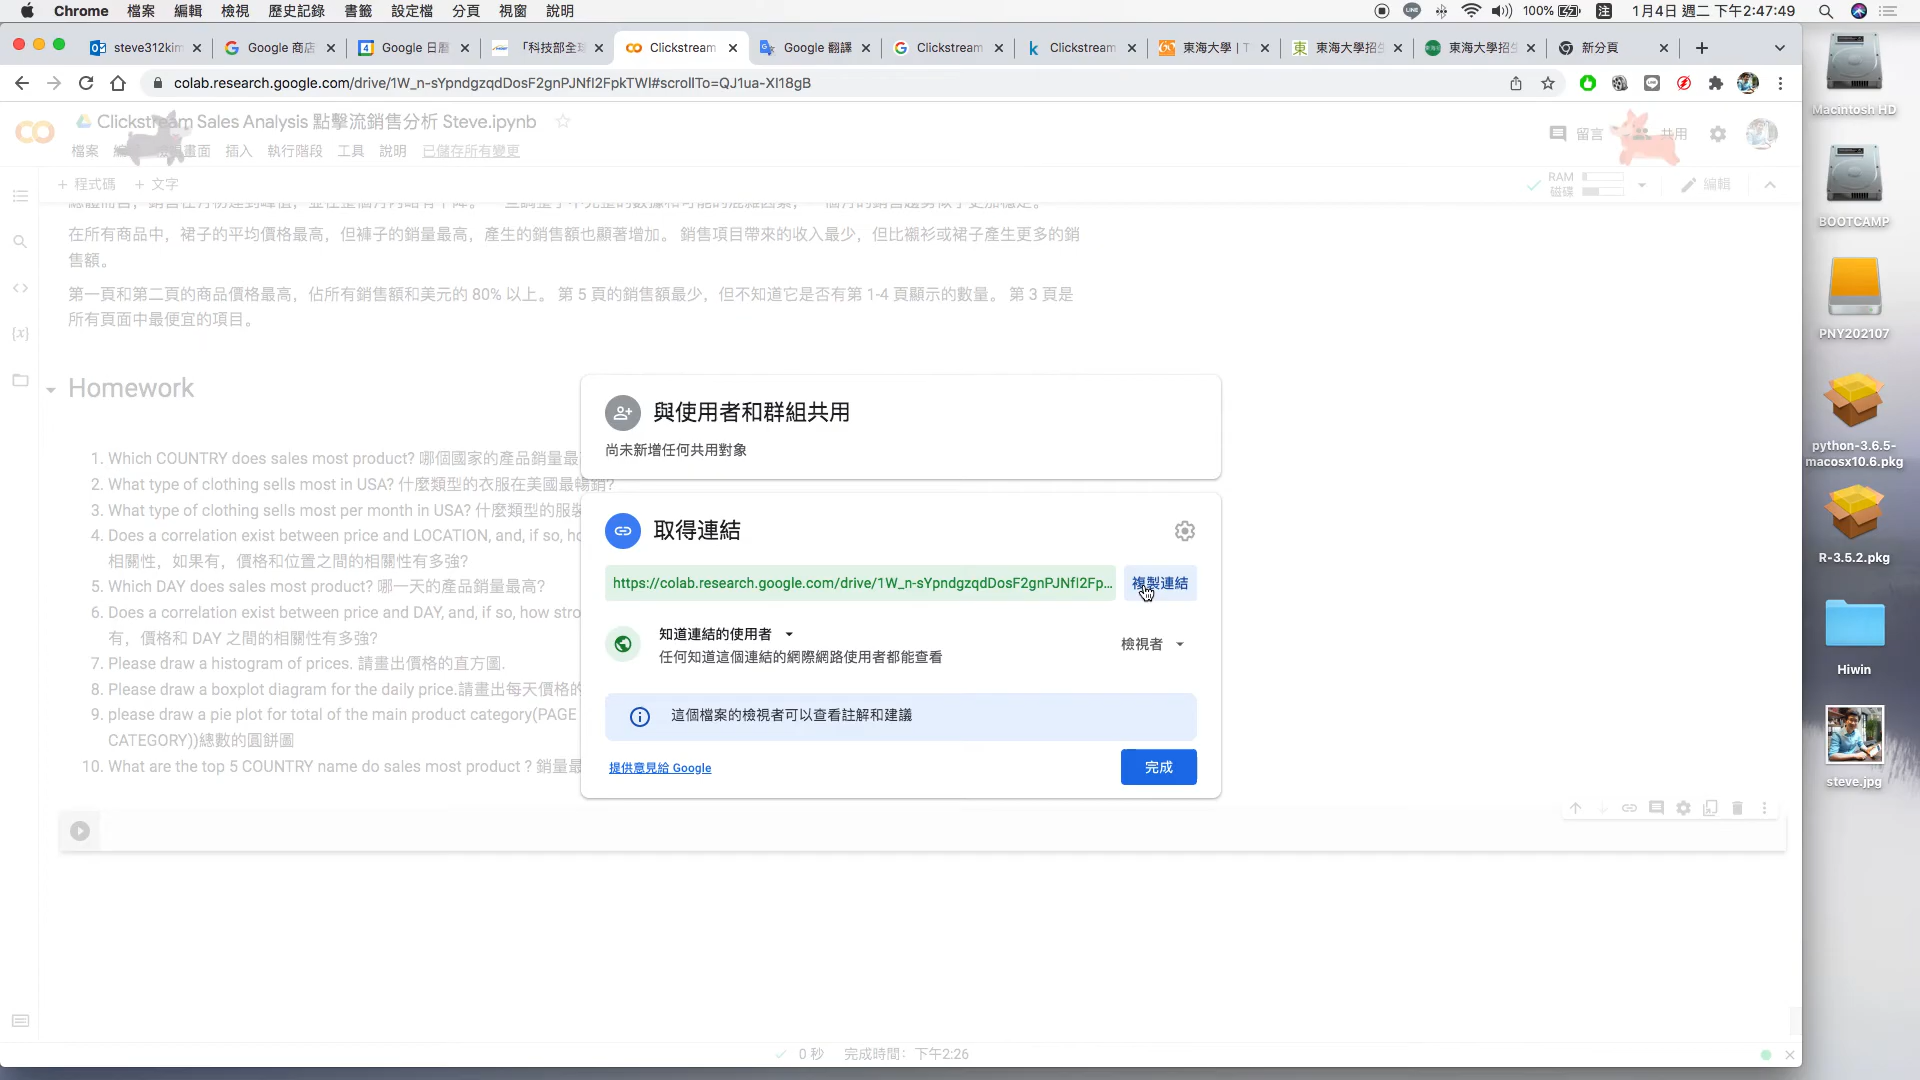 Chrome 檔案 編輯 檢視 歷史記錄 書籤 設定檔 分頁 視窗 說明 100% 注 1月4日 週二 下午2:47:49
steve312kim Google 商店 Google 日曆 「科技部全球 Clickstream Google 翻譯 Clickstream Clickstream 東海大學 | T 東海大學招生 東海大學招生 新分頁
colab.research.google.com/drive/1W_n-sYpndgzqdDosF2gnPJNfI2FpkTWI#scrollTo=QJ1ua-XI18gB
Clickstream Sales Analysis 點擊流銷售分析 Steve.ipynb
留言 共用
檔案 畫面 插入 執行階段 工具 說明 已儲存所有變更
+ 程式碼 + 文字
RAM
磁碟
編輯
在所有商品中，裙子的平均價格最高，但褲子的銷量最高，產生的銷售額也顯著增加。 銷售項目帶來的收入最少，但比襯衫或裙子產生更多的銷
售額。
第一頁和第二頁的商品價格最高，佔所有銷售額和美元的 80% 以上。 第 5 頁的銷售額最少，但不知道它是否有第 1-4 頁顯示的數量。 第 3 頁是
所有頁面中最便宜的項目。
Homework
1. Which COUNTRY does sales most product? 哪個國家的產品銷量最
2. What type of clothing sells most in USA? 什麼類型的衣服在美國最暢銷?
3. What type of clothing sells most per month in USA? 什麼類型的服裝
4. Does a correlation exist between price and LOCATION, and, if so, ho
相關性，如果有，價格和位置之間的相關性有多強?
5. Which DAY does sales most product? 哪一天的產品銷量最高?
6. Does a correlation exist between price and DAY, and, if so, how stro
有，價格和 DAY 之間的相關性有多強?
7. Please draw a histogram of prices. 請畫出價格的直方圖.
8. Please draw a boxplot diagram for the daily price.請畫出每天價格的
9. please draw a pie plot for total of the main product category(PAGE
CATEGORY))總數的圓餅圖
10. What are the top 5 COUNTRY name do sales most product ? 銷量最
與使用者和群組共用
尚未新增任何共用對象
取得連結
https://colab.research.google.com/drive/1W_n-sYpndgzqdDosF2gnPJNfI2Fp...
複製連結
知道連結的使用者
任何知道這個連結的網際網路使用者都能查看
檢視者
這個檔案的檢視者可以查看註解和建議
提供意見給 Google
完成
0 秒 完成時間：下午2:26
Macintosh HD
BOOTCAMP
PNY202107
python-3.6.5-
macosx10.6.pkg
R-3.5.2.pkg
Hiwin
steve.jpg